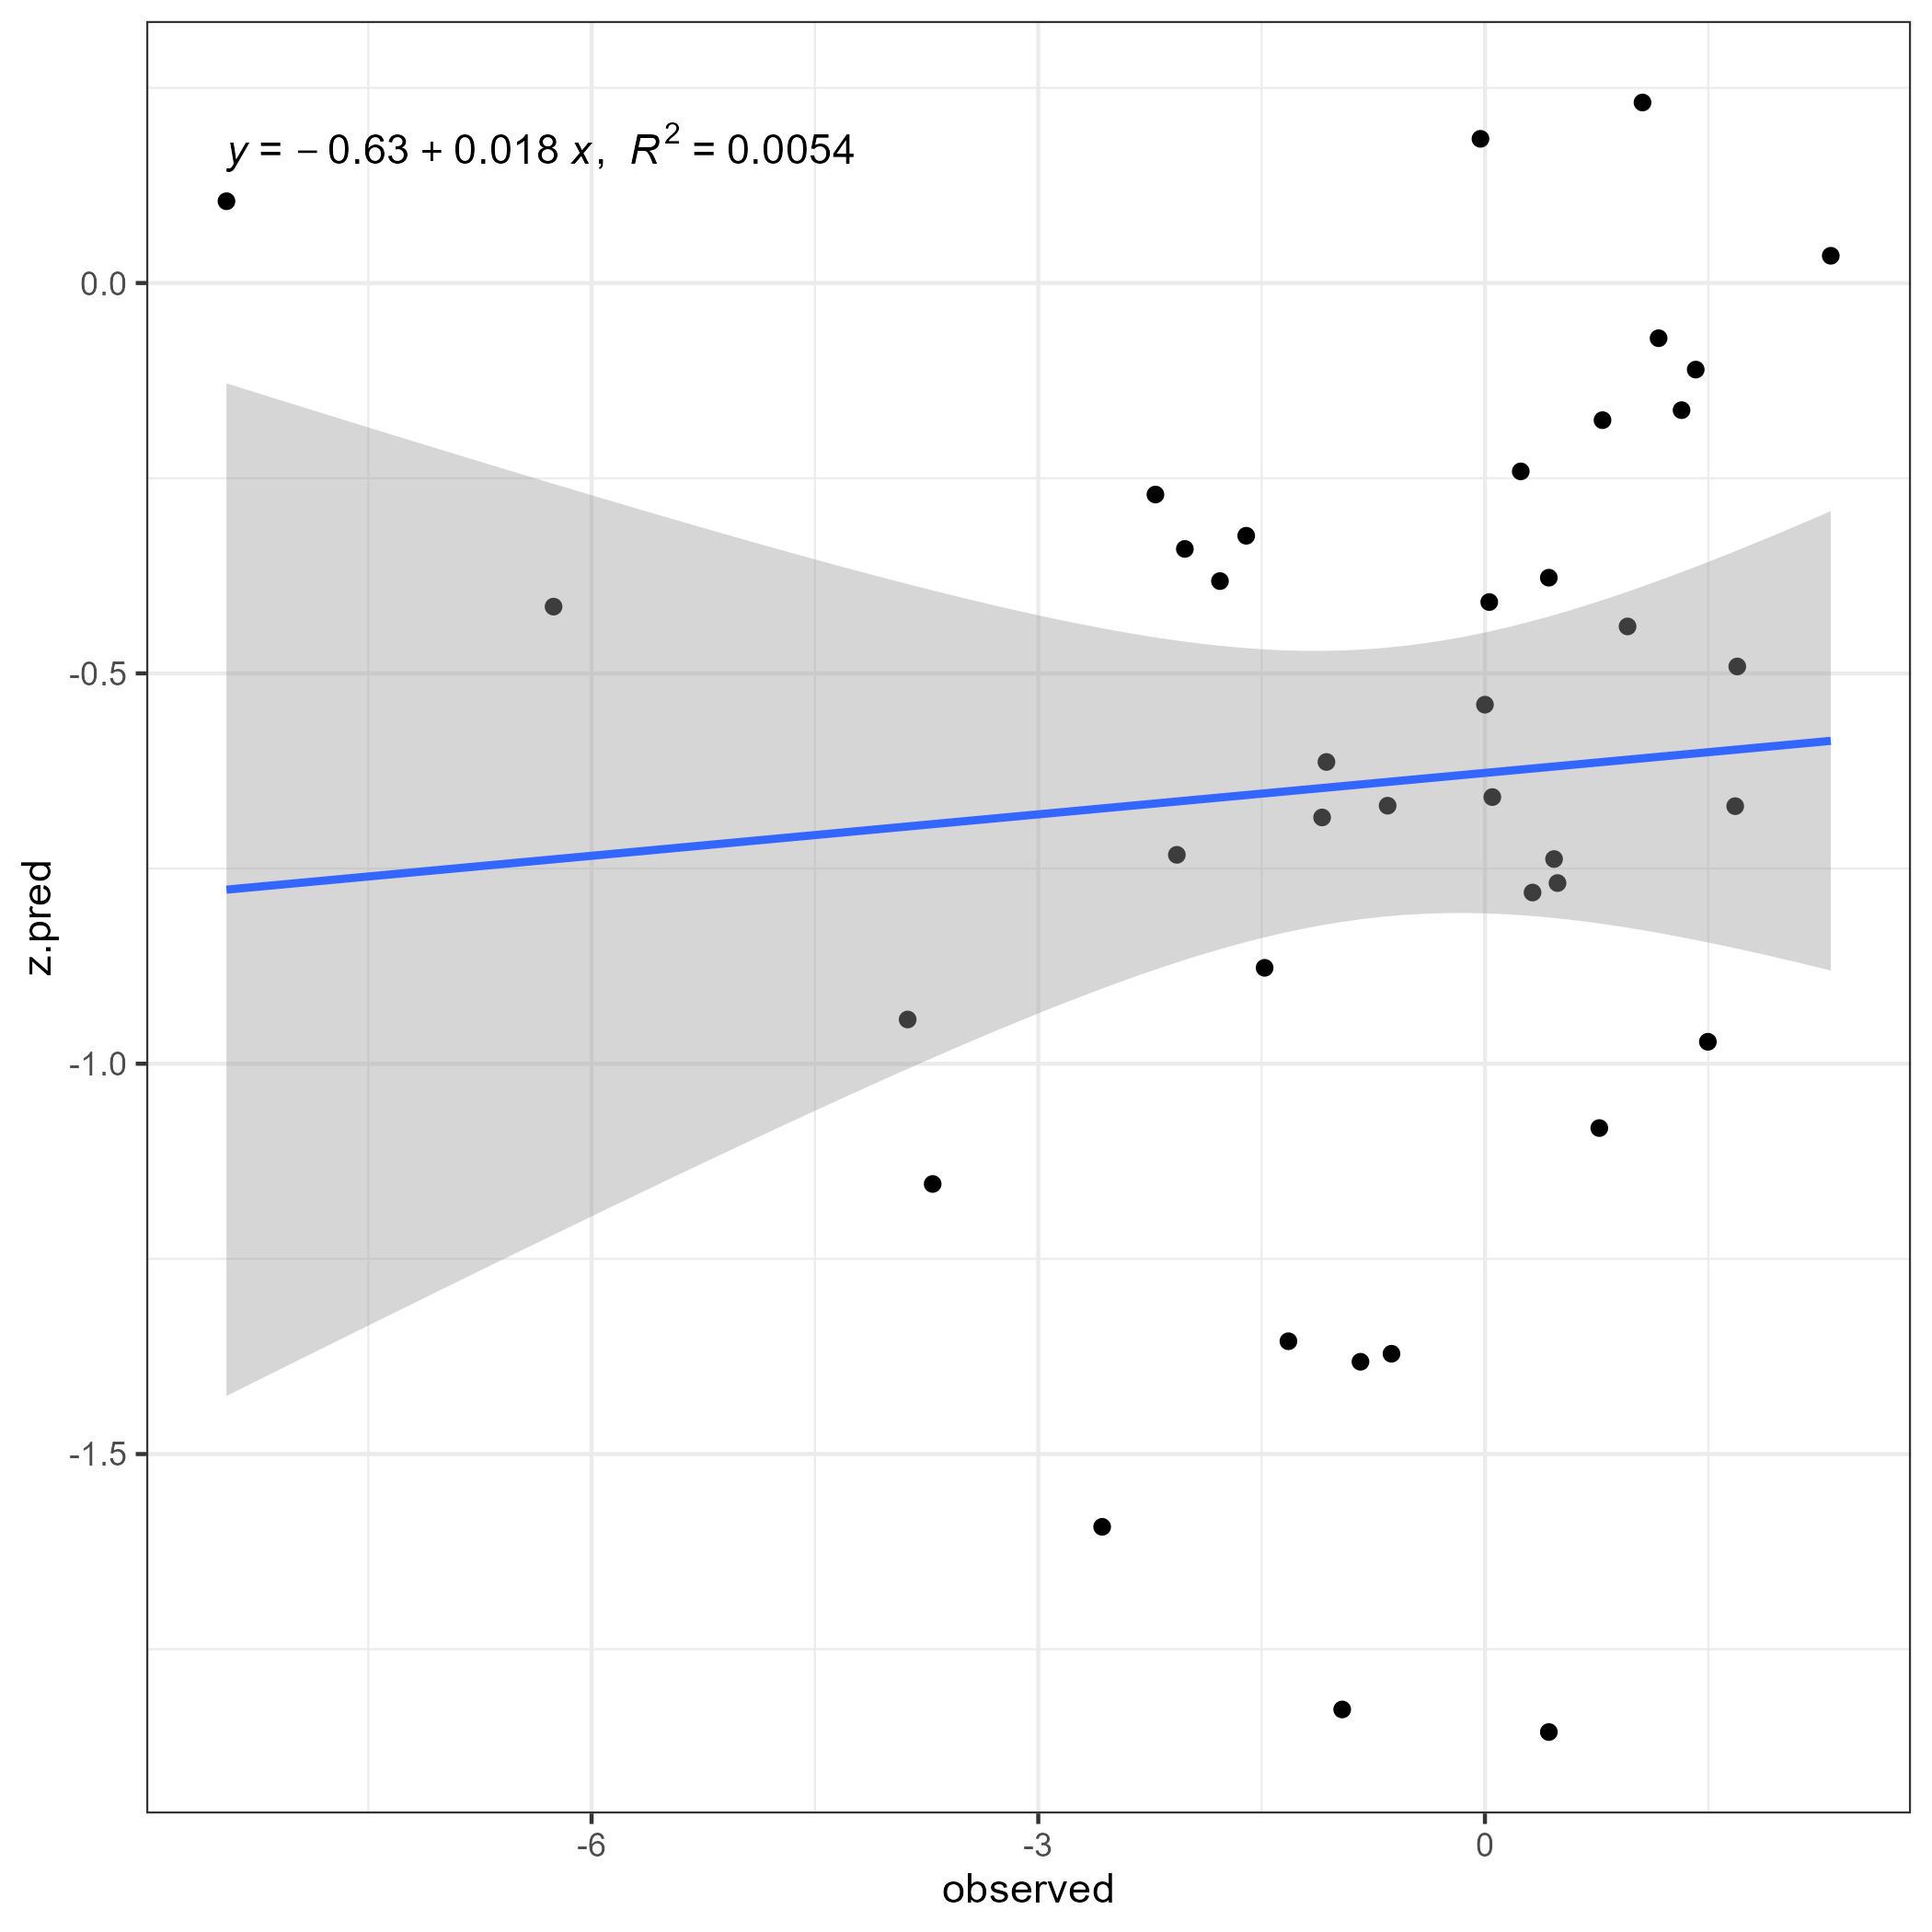 y = − 0.63 + 0.018 x, R² = 0.0054
0.0
-0.5
-1.0
-1.5
z.pred
-6
-3
0
observed